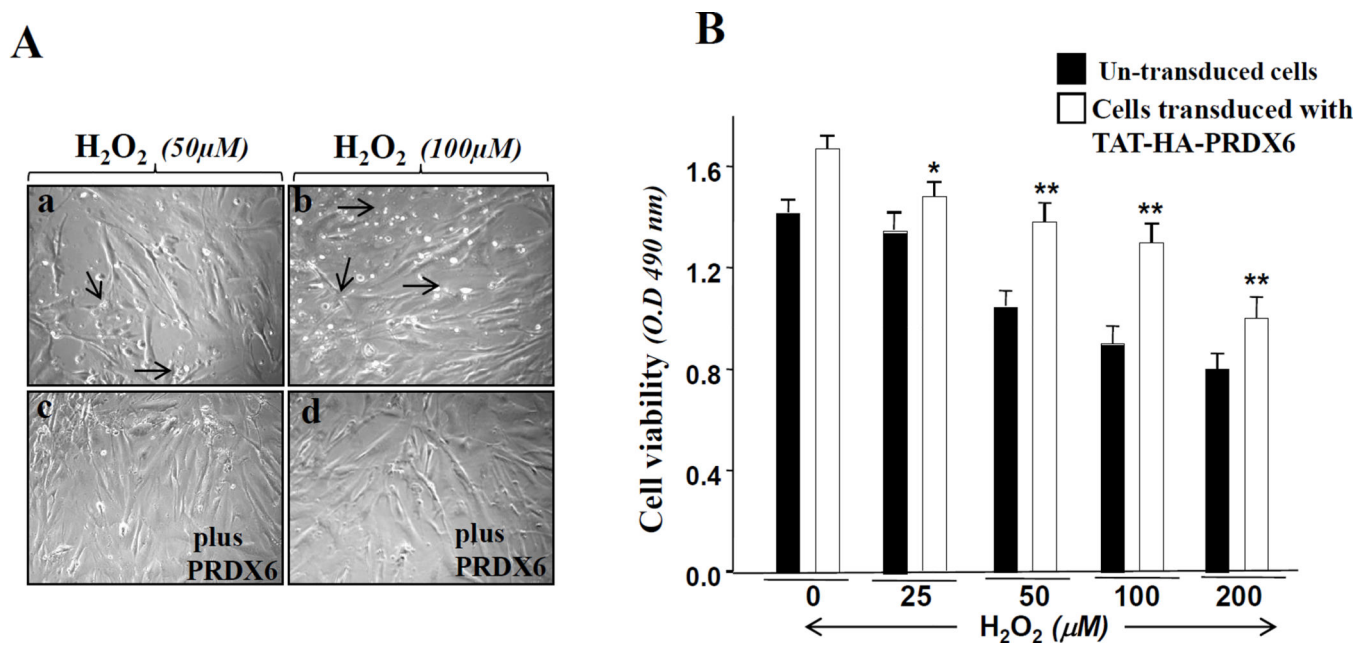 A
H₂O₂ (50μM)
H₂O₂ (100μM)
a
b
c
plus
PRDX6
d
plus
PRDX6
B
Un-transduced cells
Cells transduced with
TAT-HA-PRDX6
Cell viability (O.D 490 nm)
1.6
1.2
0.8
0.4
0.0
*
**
**
**
0 25 50 100 200
H₂O₂ (μM)